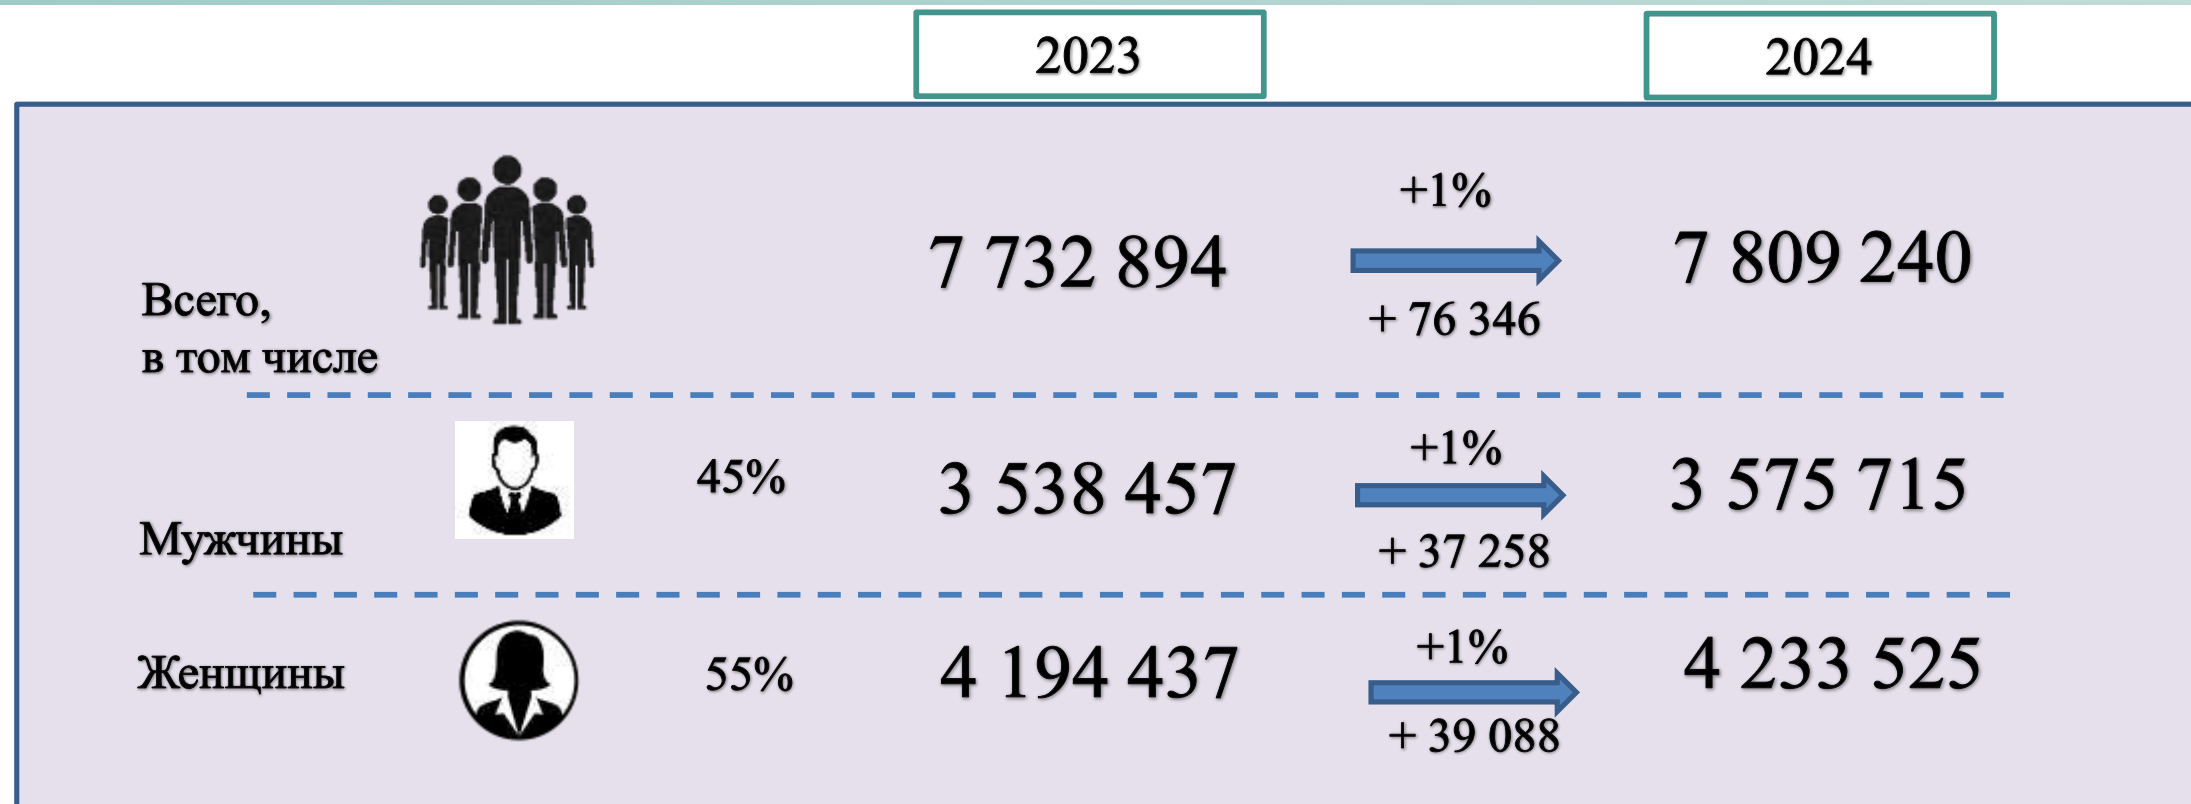 2023
2024
+1%
7 732 894
7 809 240
+ 76 346
Всего,
в том числе
+1%
45%
3 538 457
3 575 715
Мужчины
+ 37 258
+1%
Женщины
55%
4 194 437
4 233 525
+ 39 088